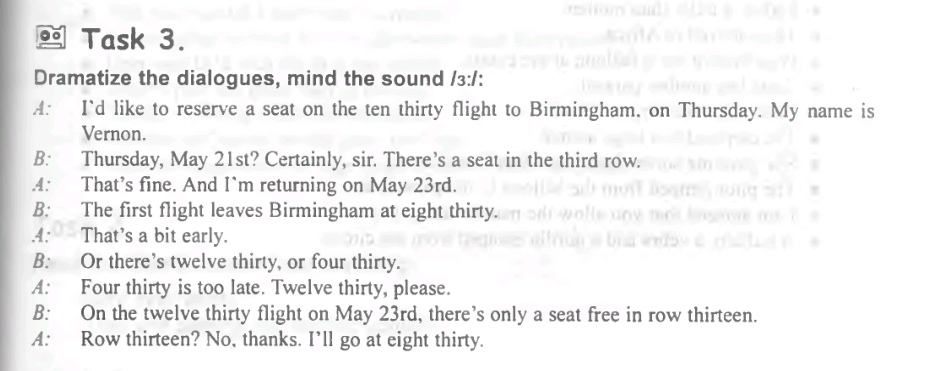 Task 3.
Dramatize the dialogues, mind the sound /ɜ:/:
A: I'd like to reserve a seat on the ten thirty flight to Birmingham, on Thursday. My name is
Vernon.
B: Thursday, May 21st? Certainly, sir. There's a seat in the third row.
A: That's fine. And I'm returning on May 23rd.
B: The first flight leaves Birmingham at eight thirty.
A: That's a bit early.
B: Or there's twelve thirty, or four thirty.
A: Four thirty is too late. Twelve thirty, please.
B: On the twelve thirty flight on May 23rd, there's only a seat free in row thirteen.
A: Row thirteen? No, thanks. I'll go at eight thirty.